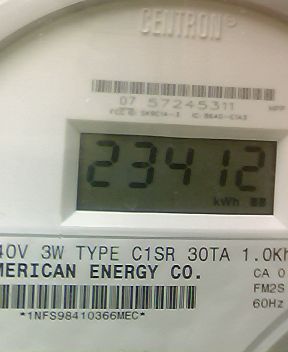 CENTRON®
07 57245311
23412
kWh
40V 3W TYPE C1SR 30TA 1.0Kh
MERICAN ENERGY CO.
CA 0
FM2S
60Hz
*1NFS98410366MEC*